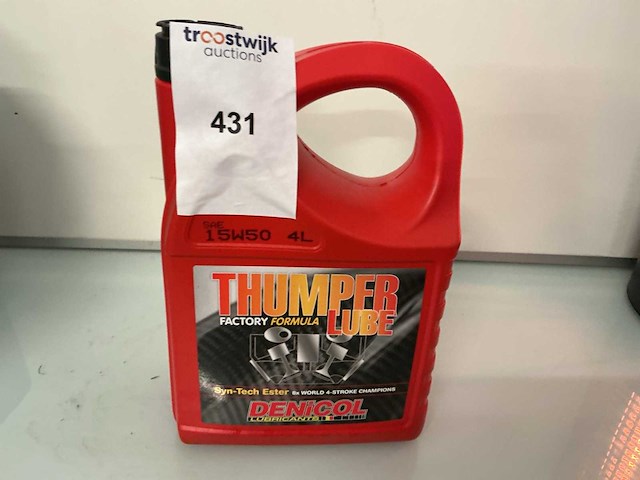 troostwijk
auctions
431
SAE
15W50 4L
THUMPER
LUBE
FACTORY FORMULA
Syn-Tech Ester 6x WORLD 4-STROKE CHAMPIONS
DENiCOL
LUBRICANTS